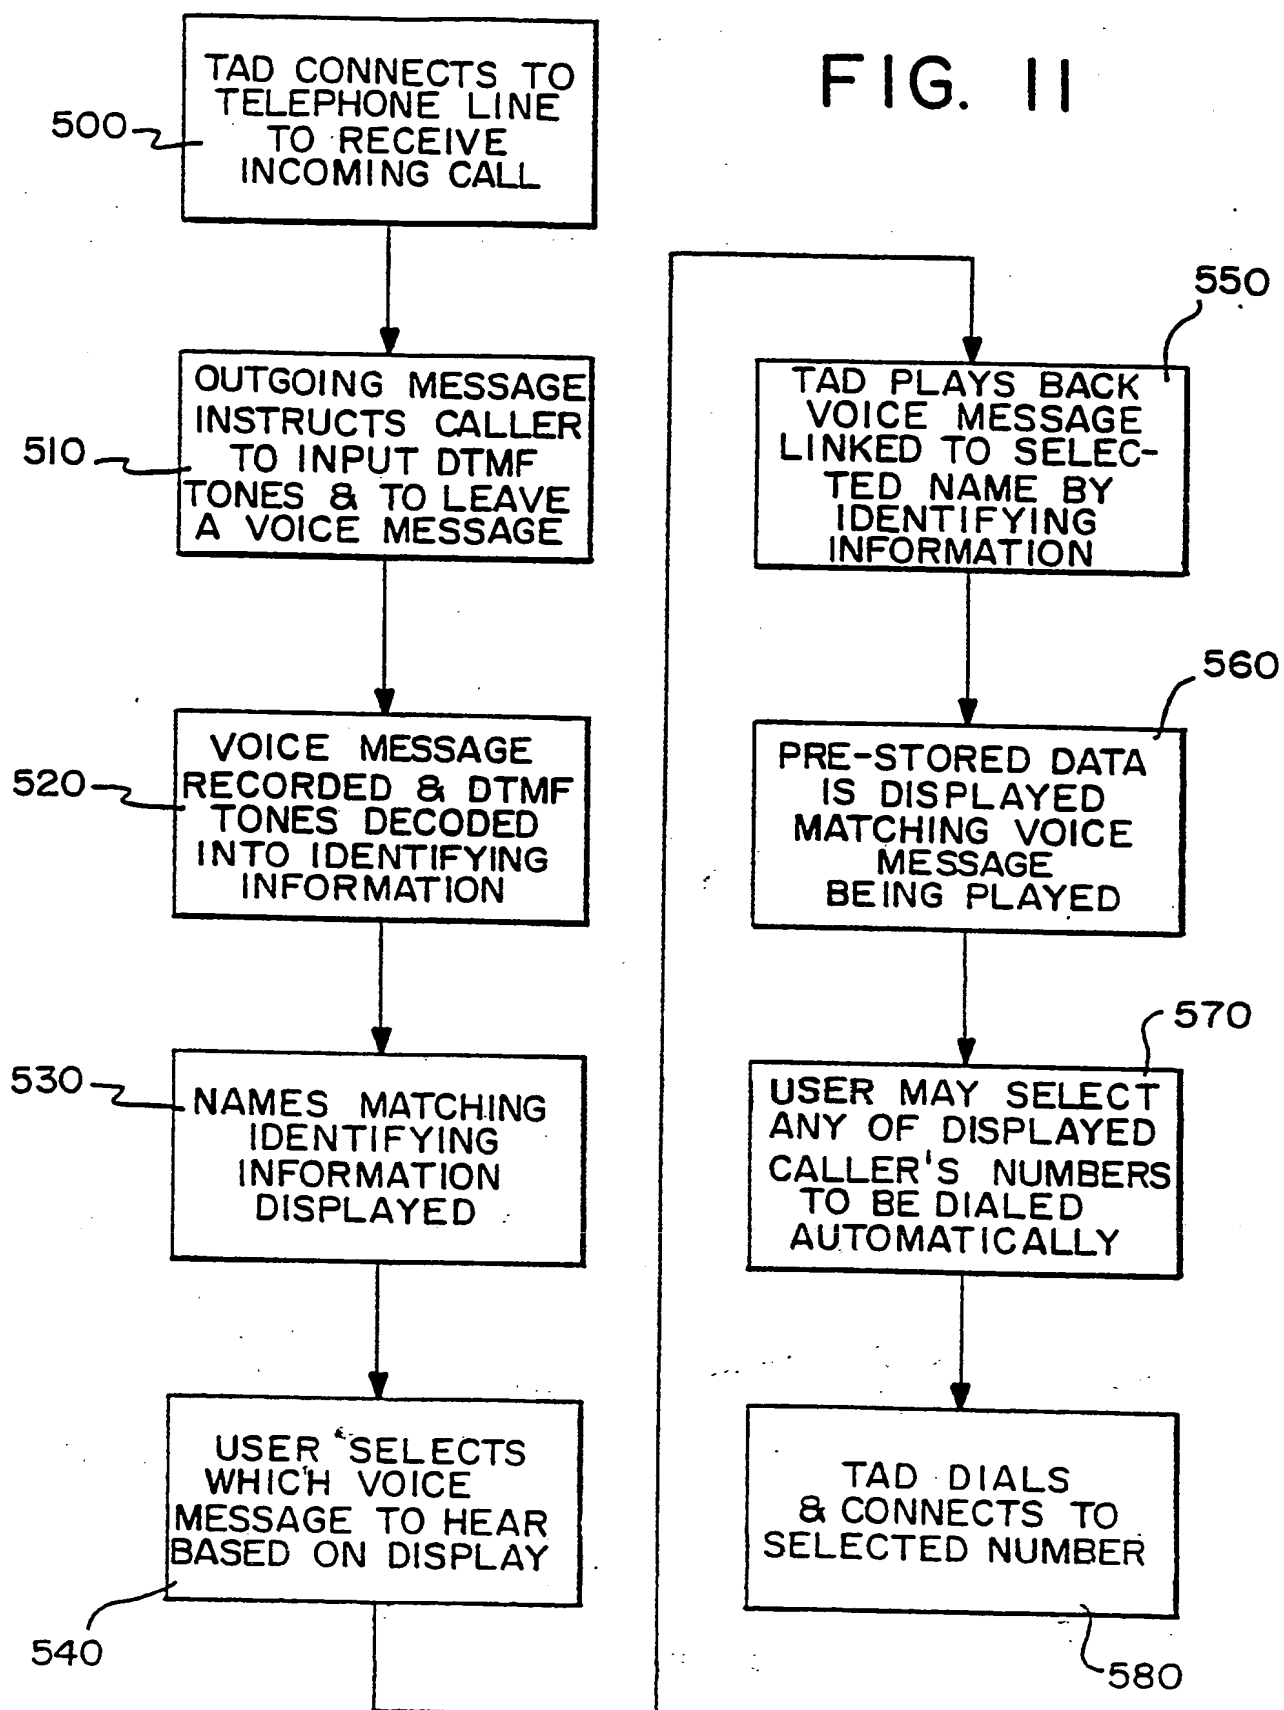 FIG. 11
500
TAD CONNECTS TO
TELEPHONE LINE
TO RECEIVE
INCOMING CALL
510
OUTGOING MESSAGE
INSTRUCTS CALLER
TO INPUT DTMF
TONES & TO LEAVE
A VOICE MESSAGE
520
VOICE MESSAGE
RECORDED & DTMF
TONES DECODED
INTO IDENTIFYING
INFORMATION
530
NAMES MATCHING
IDENTIFYING
INFORMATION
DISPLAYED
USER SELECTS
WHICH VOICE
MESSAGE TO HEAR
BASED ON DISPLAY
540
550
TAD PLAYS BACK
VOICE MESSAGE
LINKED TO SELEC-
TED NAME BY
IDENTIFYING
INFORMATION
560
PRE-STORED DATA
IS DISPLAYED
MATCHING VOICE
MESSAGE
BEING PLAYED
570
USER MAY SELECT
ANY OF DISPLAYED
CALLER'S NUMBERS
TO BE DIALED
AUTOMATICALLY
TAD DIALS
& CONNECTS TO
SELECTED NUMBER
580